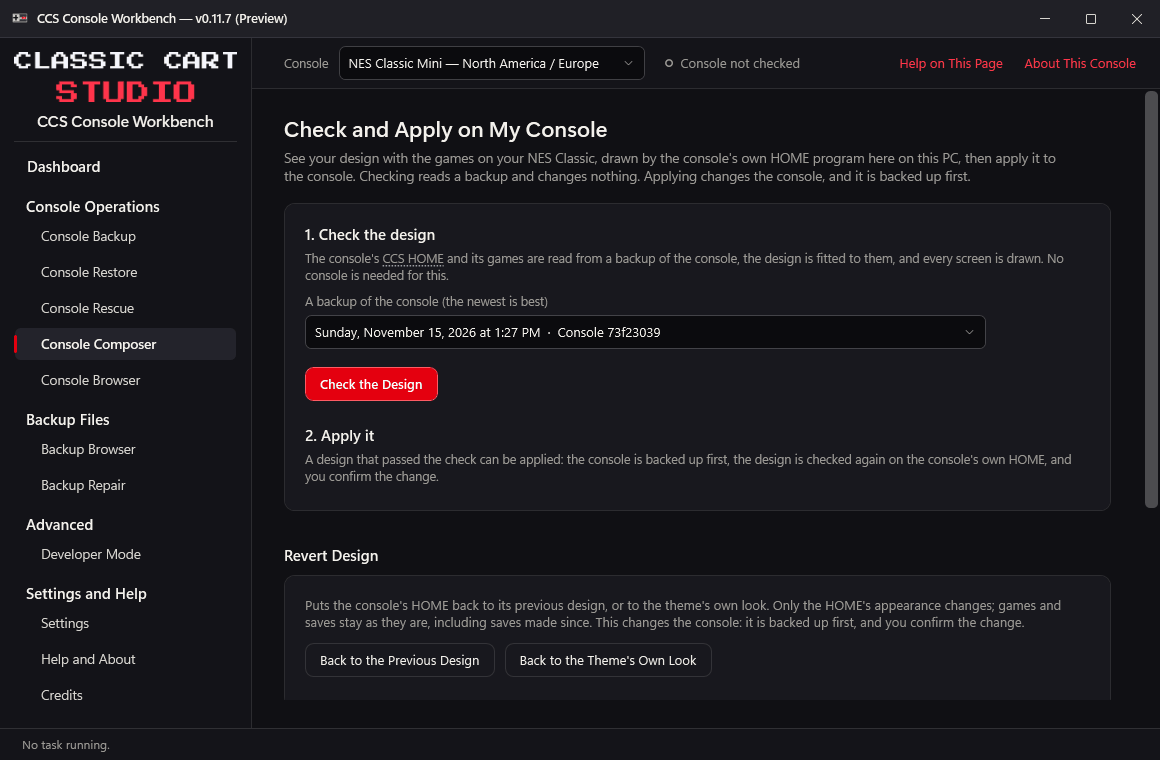 CCS Console Workbench — v0.11.7 (Preview)
CLASSIC CART
STUDIO
CCS Console Workbench
Dashboard
Console Operations
Console Backup
Console Restore
Console Rescue
Console Composer
Console Browser
Backup Files
Backup Browser
Backup Repair
Advanced
Developer Mode
Settings and Help
Settings
Help and About
Credits
Console
NES Classic Mini — North America / Europe
Console not checked
Help on This Page
About This Console
Check and Apply on My Console
See your design with the games on your NES Classic, drawn by the console's own HOME program here on this PC, then apply it to
the console. Checking reads a backup and changes nothing. Applying changes the console, and it is backed up first.
1. Check the design
The console's CCS HOME and its games are read from a backup of the console, the design is fitted to them, and every screen is drawn. No
console is needed for this.
A backup of the console (the newest is best)
Sunday, November 15, 2026 at 1:27 PM · Console 73f23039
Check the Design
2. Apply it
A design that passed the check can be applied: the console is backed up first, the design is checked again on the console's own HOME, and
you confirm the change.
Revert Design
Puts the console's HOME back to its previous design, or to the theme's own look. Only the HOME's appearance changes; games and
saves stay as they are, including saves made since. This changes the console: it is backed up first, and you confirm the change.
Back to the Previous Design
Back to the Theme's Own Look
No task running.